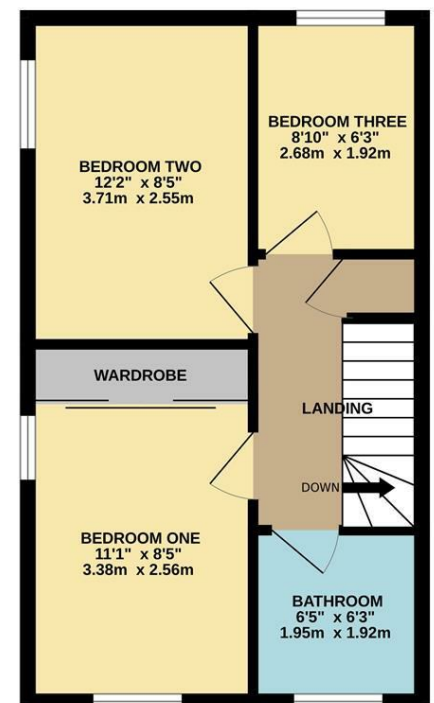 BEDROOM THREE
8'10" x 6'3"
2.68m x 1.92m
BEDROOM TWO
12'2" x 8'5"
3.71m x 2.55m
WARDROBE
LANDING
DOWN
BEDROOM ONE
11'1" x 8'5"
3.38m x 2.56m
BATHROOM
6'5" x 6'3"
1.95m x 1.92m